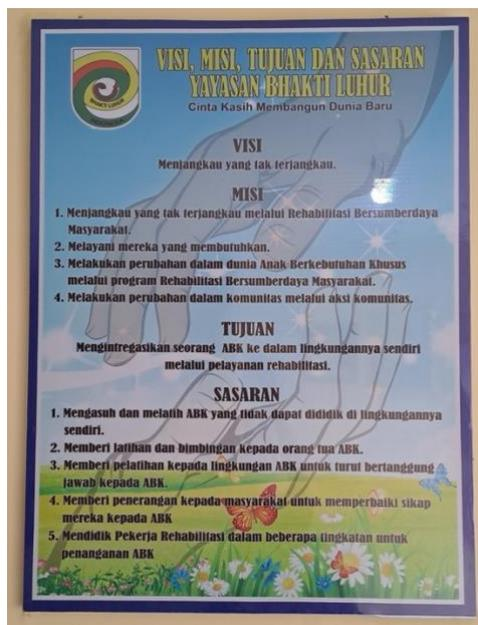 VISI, MISI, TUJUAN DAN SASARAN
YAYASAN BHAKTI LUHUR
Cinta Kasih Membangun Dunia Baru
BHAKTI LUHUR
INDONESIA
VISI
Menjangkau yang tak terjangkau.
MISI
1. Menjangkau yang tak terjangkau melalui Rehabilitasi Bersumberdaya
Masyarakat.
2. Melayani mereka yang membutuhkan.
3. Melakukan perubahan dalam dunia Anak Berkebutuhan Khusus
melalui program Rehabilitasi Bersumberdaya Masyarakat.
4. Melakukan perubahan dalam komunitas melalui aksi komunitas.
TUJUAN
Mengintegrasikan seorang ABK ke dalam lingkungannya sendiri
melalui pelayanan rehabilitasi.
SASARAN
1. Mengasuh dan melatih ABK yang tidak dapat dididik di lingkungannya
sendiri.
2. Memberi latihan dan bimbingan kepada orang tua ABK.
3. Memberi pelatihan kepada lingkungan ABK untuk turut bertanggung
jawab kepada ABK.
4. Memberi penerangan kepada masyarakat untuk memperbaiki sikap
mereka kepada ABK
5. Mendidik Pekerja Rehabilitasi dalam beberapa tingkatan untuk
penanganan ABK